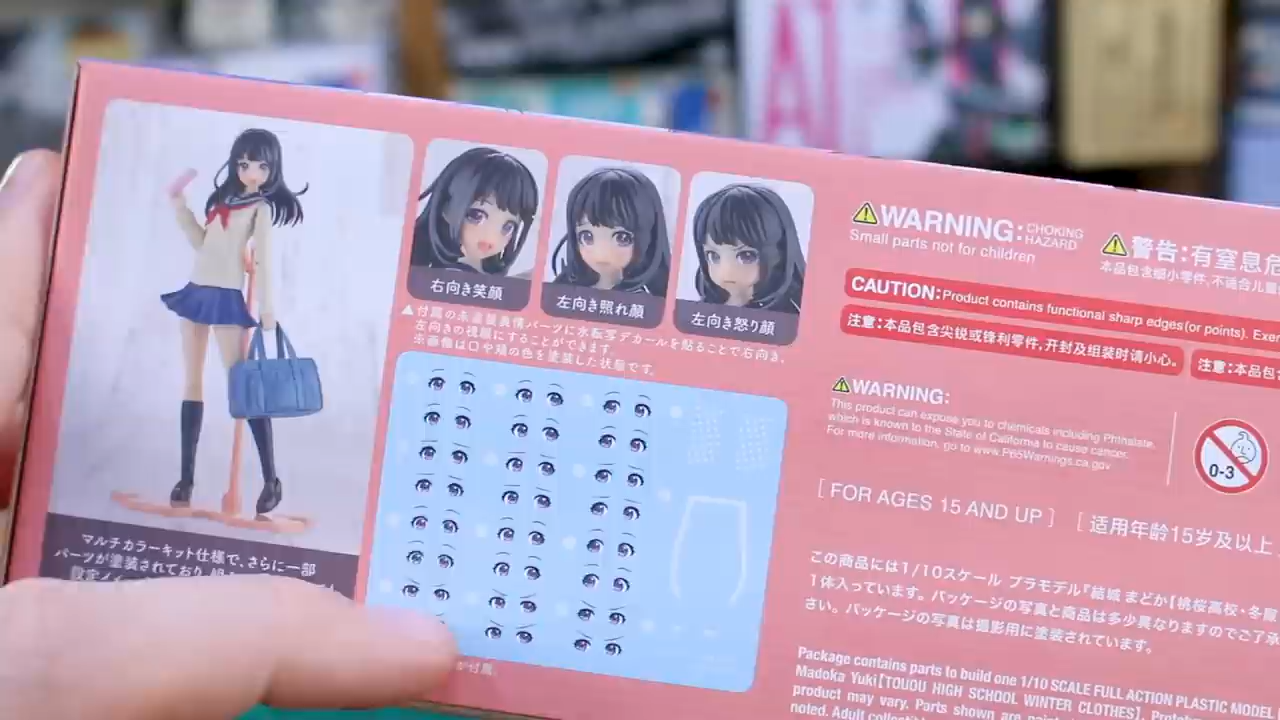 AI
右向き笑顔
左向き照れ顔
左向き怒り顔
▲付属の未塗装表情パーツに水転写デカールを貼ることで右向き、
左向きの視線にすることができます。
※画像は口や頬の色を塗装した状態です。
マルチカラーキット仕様で、さらに一部
パーツが塗装されており、組
が付属。
WARNING: CHOKING HAZARD
Small parts not for children
警告:有窒息危
本品包含细小零件,不适合儿童
CAUTION:Product contains functional sharp edges(or points). Exer
注意:本品包含尖锐或锋利零件,开封及组装时请小心。
注意:本品包
WARNING:
This product can expose you to chemicals including Phthalate,
which is known to the State of California to cause cancer.
For more information, go to www.P65Warnings.ca.gov
0-3
[ FOR AGES 15 AND UP ] [ 适用年龄15岁及以上
この商品には1/10スケール プラモデル『結城 まどか【桃桜高校・冬服
1体入っています。パッケージの写真と商品は多少異なりますのでご了承
さい。パッケージの写真は撮影用に塗装されています。
Package contains parts to build one 1/10 SCALE FULL ACTION PLASTIC MODEL
Madoka Yuki【TOUOU HIGH SCHOOL WINTER CLOTHES】. Proto
product may vary. Parts shown are
noted. Adult